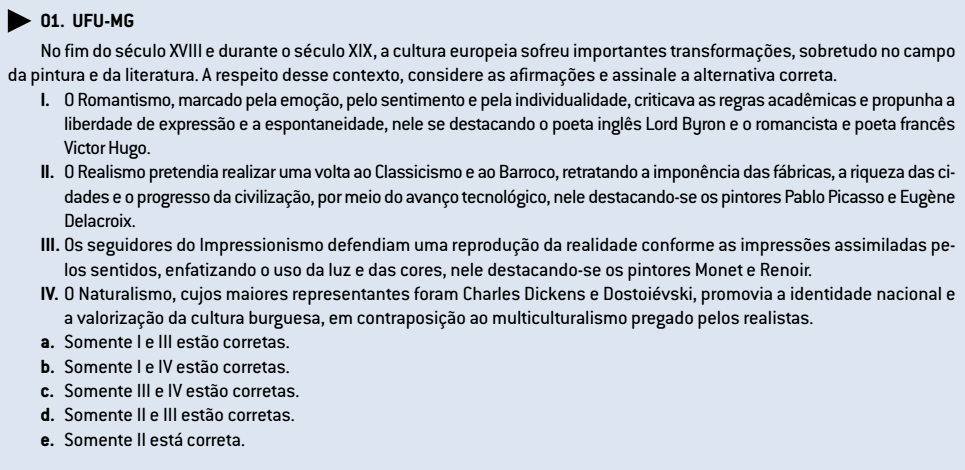 01. UFU-MG
No fim do século XVIII e durante o século XIX, a cultura europeia sofreu importantes transformações, sobretudo no campo
da pintura e da literatura. A respeito desse contexto, considere as afirmações e assinale a alternativa correta.
I. O Romantismo, marcado pela emoção, pelo sentimento e pela individualidade, criticava as regras acadêmicas e propunha a
liberdade de expressão e a espontaneidade, nele se destacando o poeta inglês Lord Byron e o romancista e poeta francês
Victor Hugo.
II. O Realismo pretendia realizar uma volta ao Classicismo e ao Barroco, retratando a imponência das fábricas, a riqueza das ci-
dades e o progresso da civilização, por meio do avanço tecnológico, nele destacando-se os pintores Pablo Picasso e Eugène
Delacroix.
III. Os seguidores do Impressionismo defendiam uma reprodução da realidade conforme as impressões assimiladas pe-
los sentidos, enfatizando o uso da luz e das cores, nele destacando-se os pintores Monet e Renoir.
IV. O Naturalismo, cujos maiores representantes foram Charles Dickens e Dostoiévski, promovia a identidade nacional e
a valorização da cultura burguesa, em contraposição ao multiculturalismo pregado pelos realistas.
a. Somente I e III estão corretas.
b. Somente I e IV estão corretas.
c. Somente III e IV estão corretas.
d. Somente II e III estão corretas.
e. Somente II está correta.